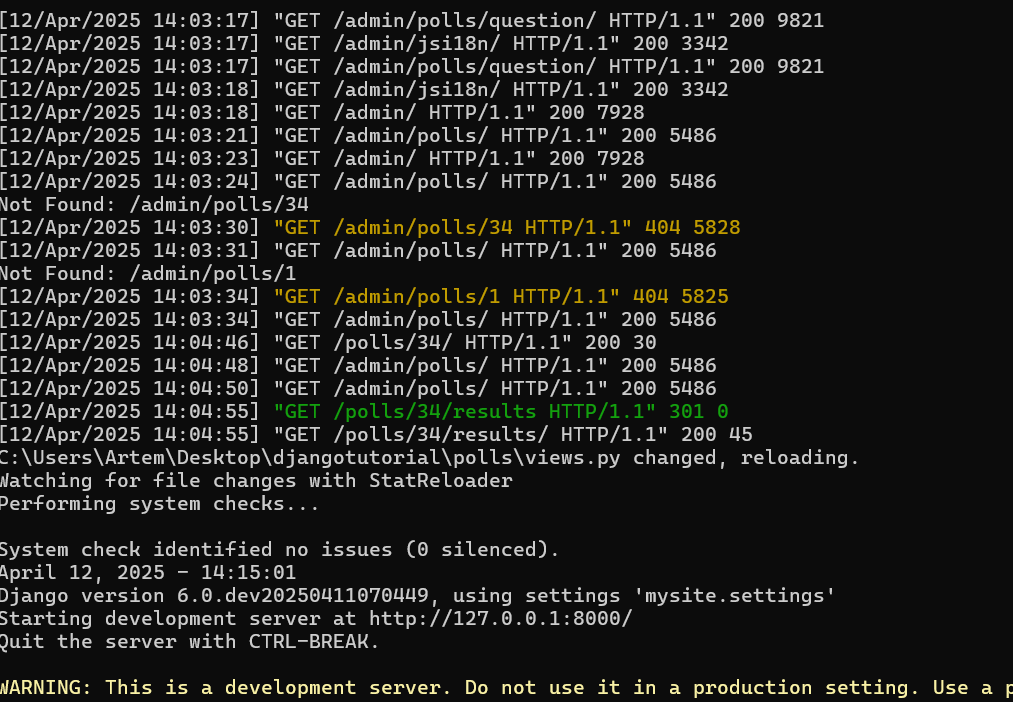 [12/Apr/2025 14:03:17] "GET /admin/polls/question/ HTTP/1.1" 200 9821
[12/Apr/2025 14:03:17] "GET /admin/jsi18n/ HTTP/1.1" 200 3342
[12/Apr/2025 14:03:17] "GET /admin/polls/question/ HTTP/1.1" 200 9821
[12/Apr/2025 14:03:18] "GET /admin/jsi18n/ HTTP/1.1" 200 3342
[12/Apr/2025 14:03:18] "GET /admin/ HTTP/1.1" 200 7928
[12/Apr/2025 14:03:21] "GET /admin/polls/ HTTP/1.1" 200 5486
[12/Apr/2025 14:03:23] "GET /admin/ HTTP/1.1" 200 7928
[12/Apr/2025 14:03:24] "GET /admin/polls/ HTTP/1.1" 200 5486
Not Found: /admin/polls/34
[12/Apr/2025 14:03:30] "GET /admin/polls/34 HTTP/1.1" 404 5828
[12/Apr/2025 14:03:31] "GET /admin/polls/ HTTP/1.1" 200 5486
Not Found: /admin/polls/1
[12/Apr/2025 14:03:34] "GET /admin/polls/1 HTTP/1.1" 404 5825
[12/Apr/2025 14:03:34] "GET /admin/polls/ HTTP/1.1" 200 5486
[12/Apr/2025 14:04:46] "GET /polls/34/ HTTP/1.1" 200 30
[12/Apr/2025 14:04:48] "GET /admin/polls/ HTTP/1.1" 200 5486
[12/Apr/2025 14:04:50] "GET /admin/polls/ HTTP/1.1" 200 5486
[12/Apr/2025 14:04:55] "GET /polls/34/results HTTP/1.1" 301 0
[12/Apr/2025 14:04:55] "GET /polls/34/results/ HTTP/1.1" 200 45
C:\Users\Artem\Desktop\djangotutorial\polls\views.py changed, reloading.
Watching for file changes with StatReloader
Performing system checks...
System check identified no issues (0 silenced).
April 12, 2025 - 14:15:01
Django version 6.0.dev20250411070449, using settings 'mysite.settings'
Starting development server at http://127.0.0.1:8000/
Quit the server with CTRL-BREAK.
WARNING: This is a development server. Do not use it in a production setting. Use a